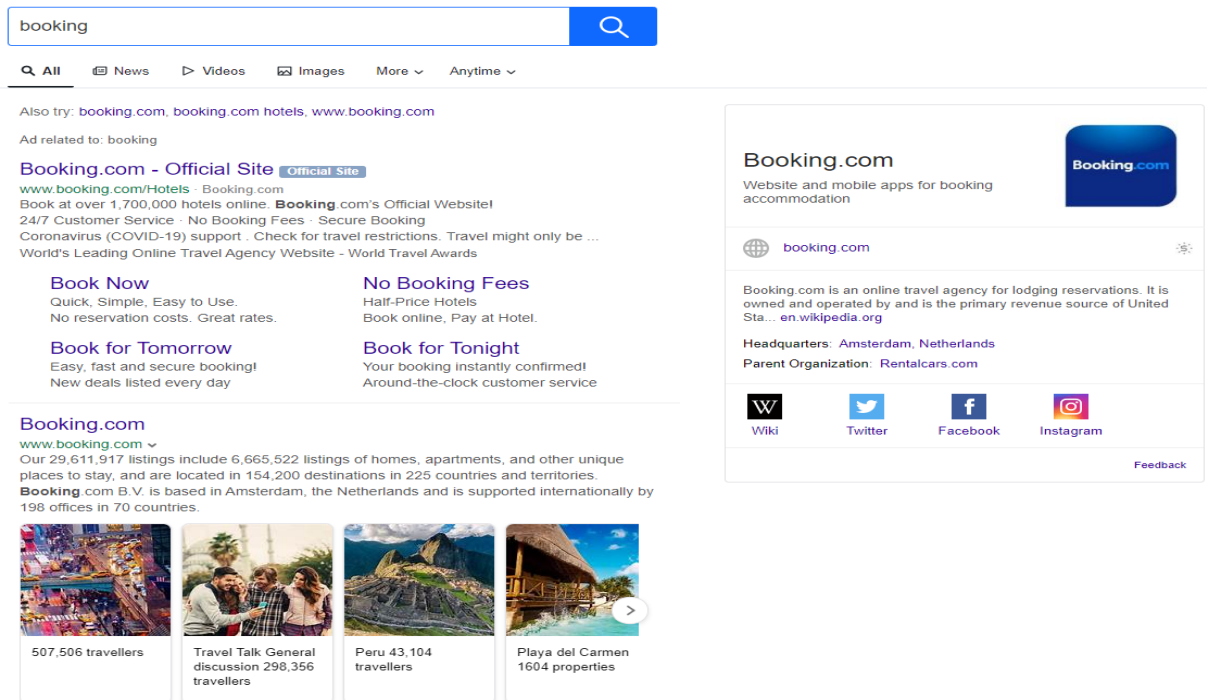 booking
All
News
Videos
Images
More
Anytime
Also try: booking.com, booking.com hotels, www.booking.com
Ad related to: booking
Booking.com - Official Site Official Site
www.booking.com/Hotels · Booking.com
Book at over 1,700,000 hotels online. Booking.com's Official Website!
24/7 Customer Service · No Booking Fees · Secure Booking
Coronavirus (COVID-19) support . Check for travel restrictions. Travel might only be ...
World's Leading Online Travel Agency Website - World Travel Awards
Book Now
Quick, Simple, Easy to Use.
No reservation costs. Great rates.
No Booking Fees
Half-Price Hotels
Book online, Pay at Hotel.
Book for Tomorrow
Easy, fast and secure booking!
New deals listed every day
Book for Tonight
Your booking instantly confirmed!
Around-the-clock customer service
Booking.com
www.booking.com
Our 29,611,917 listings include 6,665,522 listings of homes, apartments, and other unique
places to stay, and are located in 154,200 destinations in 225 countries and territories.
Booking.com B.V. is based in Amsterdam, the Netherlands and is supported internationally by
198 offices in 70 countries.
507,506 travellers
Travel Talk General
discussion 298,356
travellers
Peru 43,104
travellers
Playa del Carmen
1604 properties
Booking.com
Website and mobile apps for booking
accommodation
Booking.com
booking.com
Booking.com is an online travel agency for lodging reservations. It is
owned and operated by and is the primary revenue source of United
Sta... en.wikipedia.org
Headquarters: Amsterdam, Netherlands
Parent Organization: Rentalcars.com
W
Wiki
Twitter
f
Facebook
Instagram
Feedback